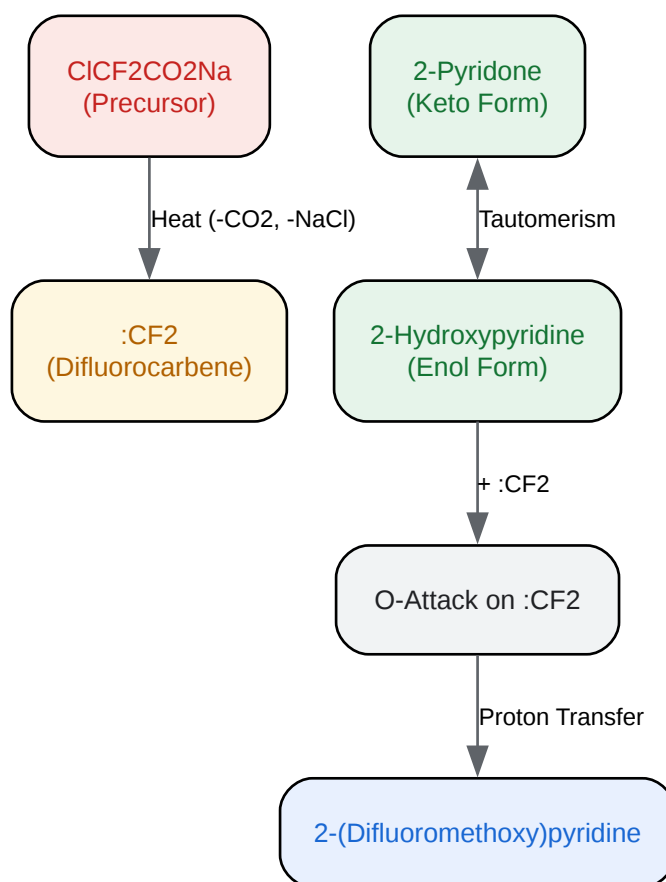 ClCF2CO2Na
(Precursor)
2-Pyridone
(Keto Form)
Heat (-CO2, -NaCl)
Tautomerism
:CF2
(Difluorocarbene)
2-Hydroxypyridine
(Enol Form)
+ :CF2
O-Attack on :CF2
Proton Transfer
2-(Difluoromethoxy)pyridine